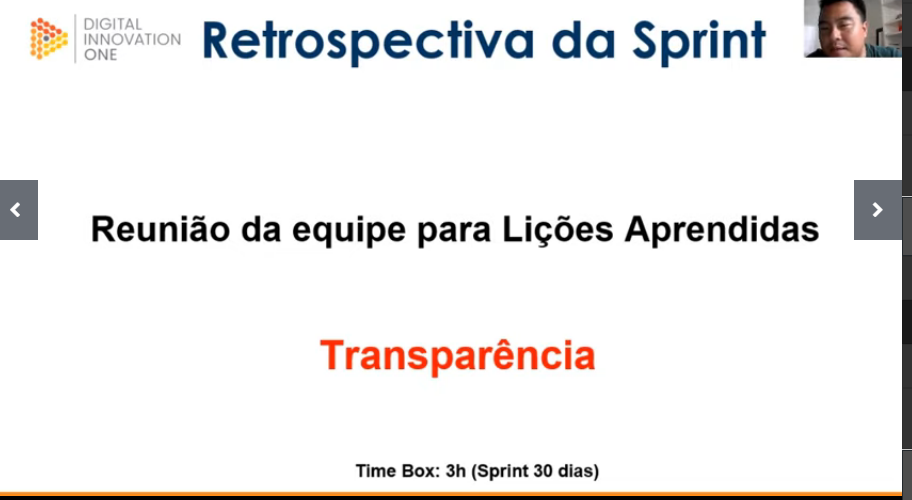 DIGITAL
INNOVATION
ONE
Retrospectiva da Sprint
Reunião da equipe para Lições Aprendidas
Transparência
Time Box: 3h (Sprint 30 dias)